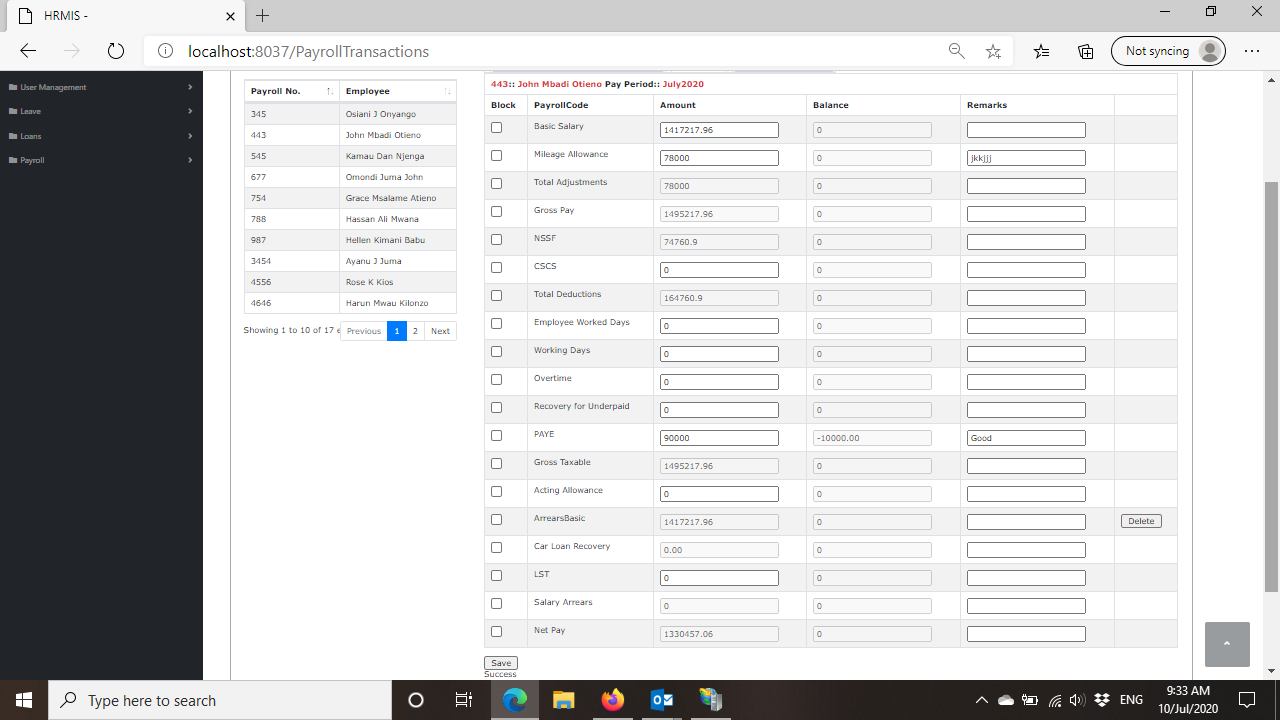 HRMIS -
localhost:8037/PayrollTransactions
Not syncing
User Management
Leave
Loans
Payroll
Payroll No. Employee
345 Osiani J Onyango
443 John Mbadi Otieno
545 Kamau Dan Njenga
677 Omondi Juma John
754 Grace Msalame Atieno
788 Hassan Ali Mwana
987 Hellen Kimani Babu
3454 Ayanu J Juma
4556 Rose K Kios
4646 Harun Mwau Kilonzo
Showing 1 to 10 of 17 e Previous 1 2 Next
443:: John Mbadi Otieno Pay Period:: July2020
Block PayrollCode Amount Balance Remarks
Basic Salary 1417217.96 0
Mileage Allowance 78000 0 jkkjjj
Total Adjustments 78000 0
Gross Pay 1495217.96 0
NSSF 74760.9 0
CSCS 0 0
Total Deductions 164760.9 0
Employee Worked Days 0 0
Working Days 0 0
Overtime 0 0
Recovery for Underpaid 0 0
PAYE 90000 -10000.00 Good
Gross Taxable 1495217.96 0
Acting Allowance 0 0
ArrearsBasic 1417217.96 0 Delete
Car Loan Recovery 0.00 0
LST 0 0
Salary Arrears 0 0
Net Pay 1330457.06 0
Save
Success
Type here to search
ENG
9:33 AM
10/Jul/2020